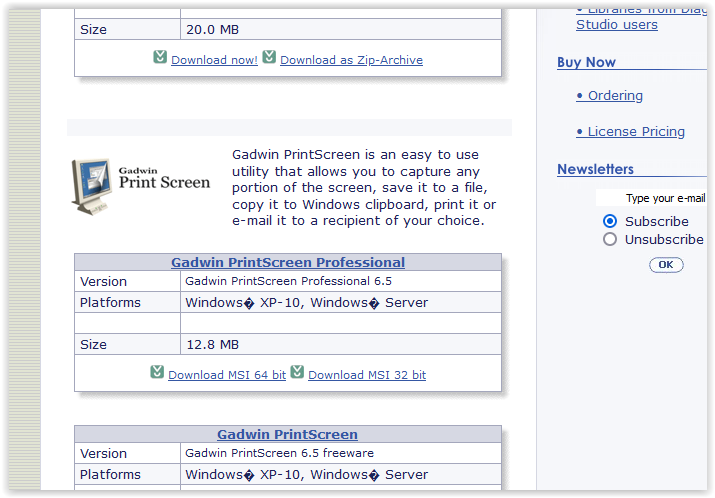 Size 20.0 MB
Download now! Download as Zip-Archive
Gadwin
Print Screen
Gadwin PrintScreen is an easy to use
utility that allows you to capture any
portion of the screen, save it to a file,
copy it to Windows clipboard, print it or
e-mail it to a recipient of your choice.
Gadwin PrintScreen Professional
Version Gadwin PrintScreen Professional 6.5
Platforms Windows� XP-10, Windows� Server
Size 12.8 MB
Download MSI 64 bit Download MSI 32 bit
Gadwin PrintScreen
Version Gadwin PrintScreen 6.5 freeware
Platforms Windows� XP-10, Windows� Server
• Libraries from
Studio users
Buy Now
• Ordering
• License Pricing
Newsletters
Type your e-mail
Subscribe
Unsubscribe
OK